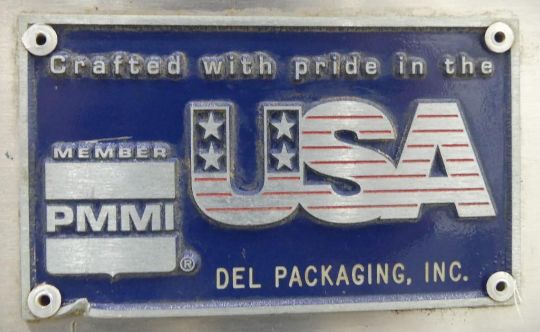 Crafted with pride in the
USA
MEMBER
PMMI
®
DEL PACKAGING, INC.